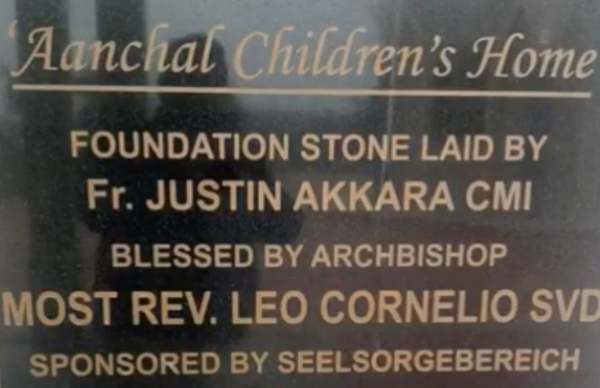 'Aanchal Children's Home
FOUNDATION STONE LAID BY
Fr. JUSTIN AKKARA CMI
BLESSED BY ARCHBISHOP
MOST REV. LEO CORNELIO SVD
SPONSORED BY SEELSORGEBEREICH